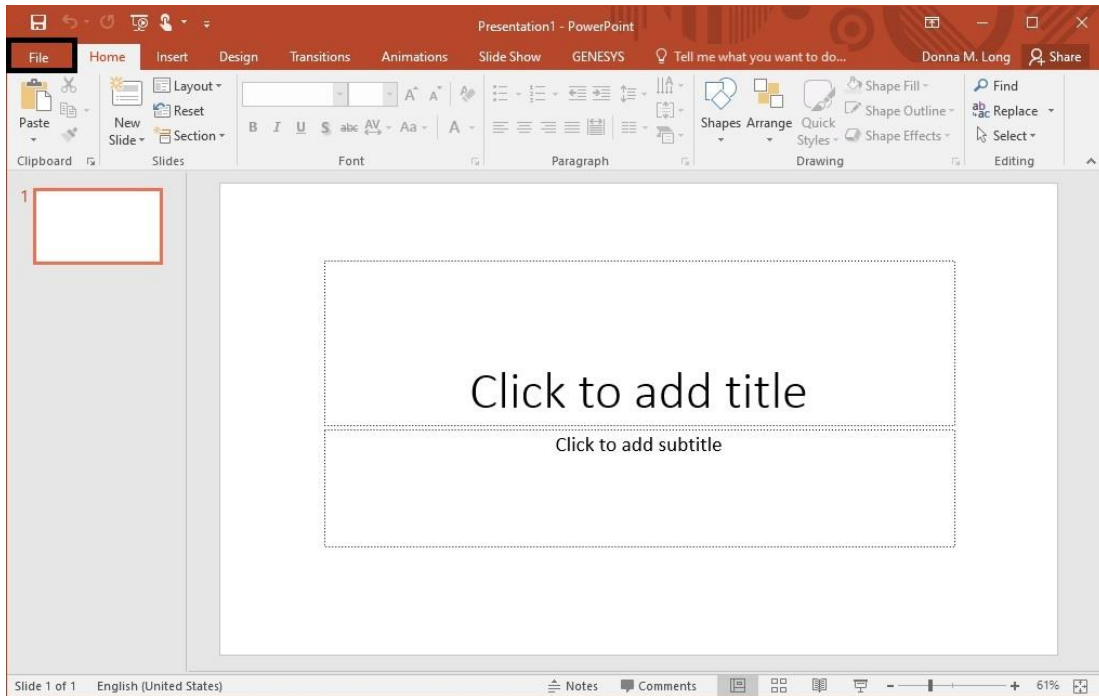 Presentation1 - PowerPoint
File Home Insert Design Transitions Animations Slide Show GENESYS Tell me what you want to do... Donna M. Long Share
Paste
New Slide
Layout
Reset
Section
B I U S abc AV Aa A
A A
Shapes Arrange Quick Styles
Shape Fill
Shape Outline
Shape Effects
Find
Replace
Select
Clipboard Slides Font Paragraph Drawing Editing
1
Click to add title
Click to add subtitle
Slide 1 of 1 English (United States) Notes Comments 61%